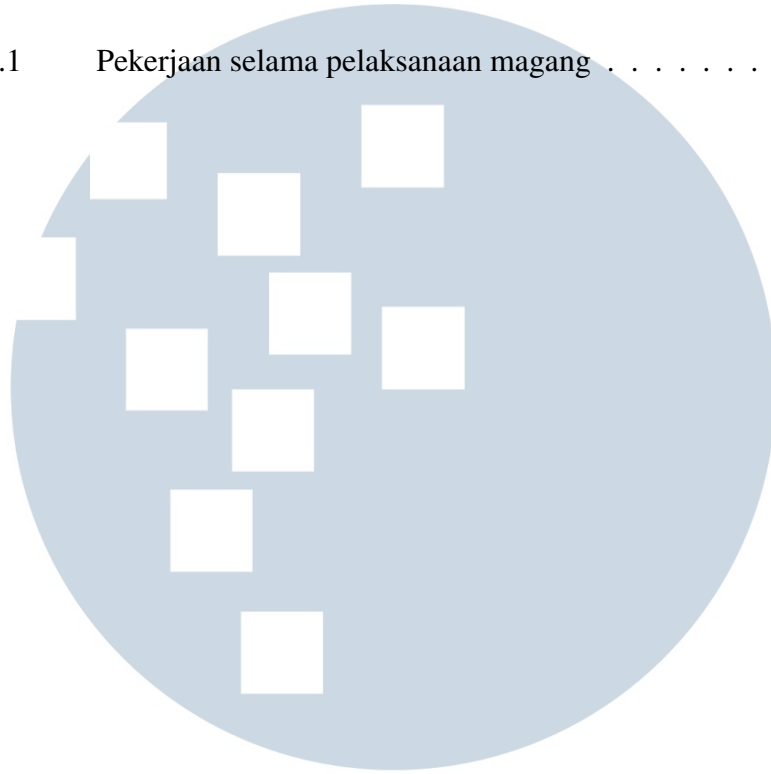 .1 Pekerjaan selama pelaksanaan magang . . . . . . .